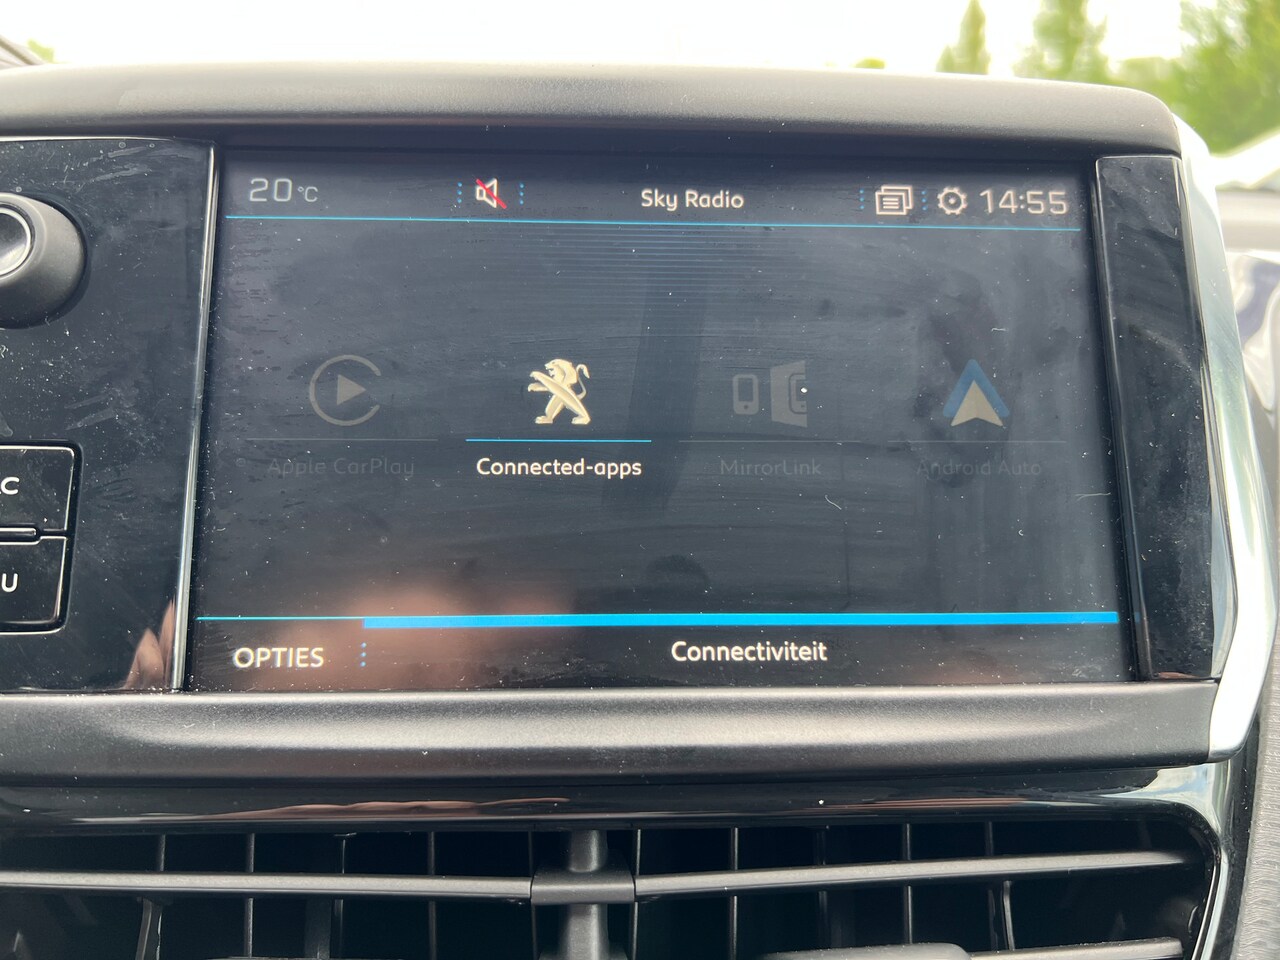 20°C
Sky Radio
14:55
Apple CarPlay
Connected-apps
MirrorLink
Android Auto
OPTIES
Connectiviteit